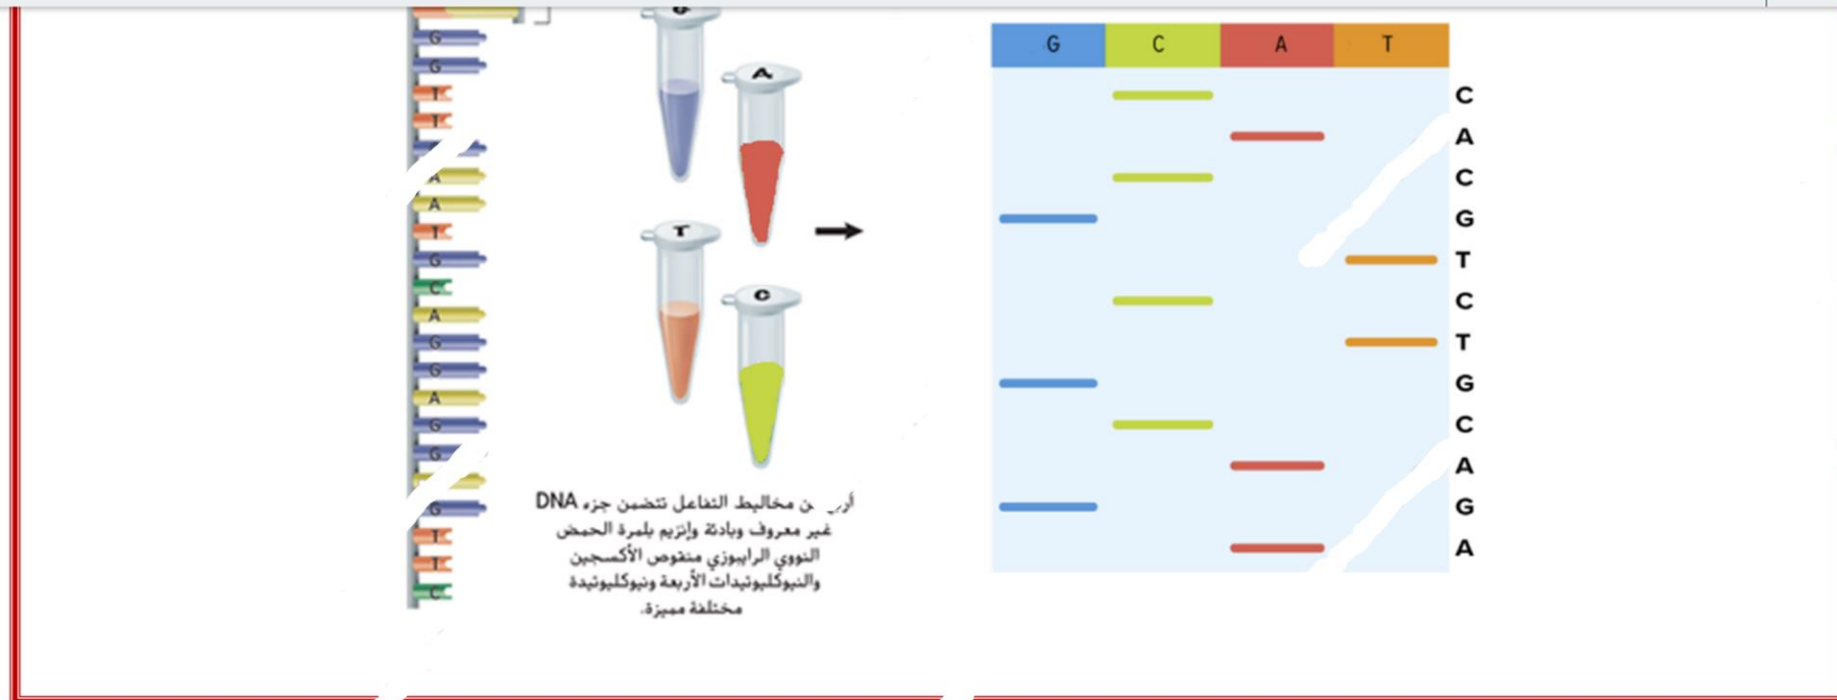 G
G
T
T
A
A
T
G
C
A
G
G
A
G
G
G
T
T
C
A
T
C
مخاليط التفاعل تتضمن جزء DNA
غير معروف وبادئة وإنزيم بلمرة الحمض
النووي الرايبوزي منقوص الأكسجين
والنيوكليوتيدات الأربعة ونيوكليوتيدة
مختلفة مميزة.
G C A T
C
A
C
G
T
C
T
G
C
A
G
A